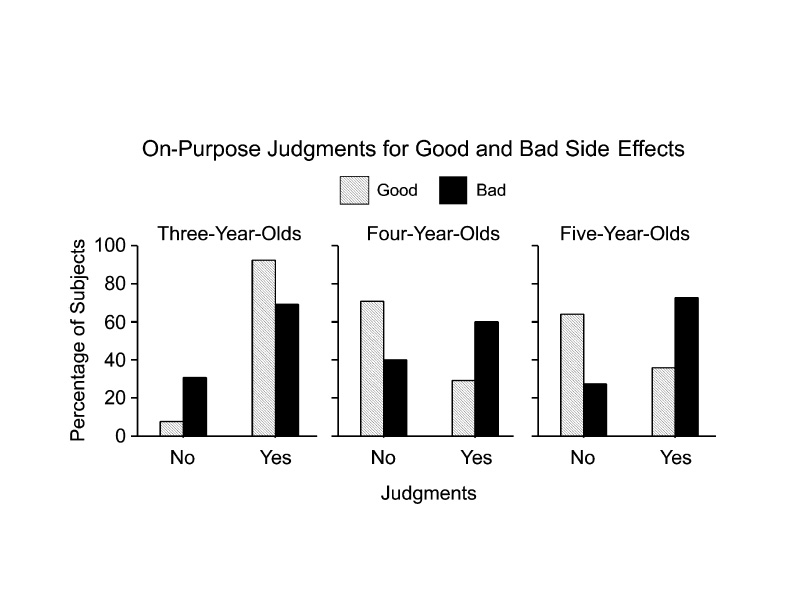 On-Purpose Judgments for Good and Bad Side Effects
Good Bad
Three-Year-Olds Four-Year-Olds Five-Year-Olds
Percentage of Subjects
100
80
60
40
20
0
No Yes No Yes No Yes
Judgments